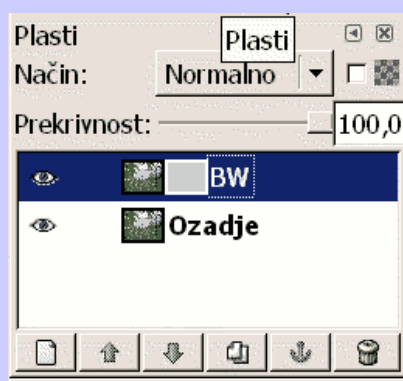 Plasti
Plasti
Način: Normalno
Prekrivnost: 100,0
BW
Ozadje